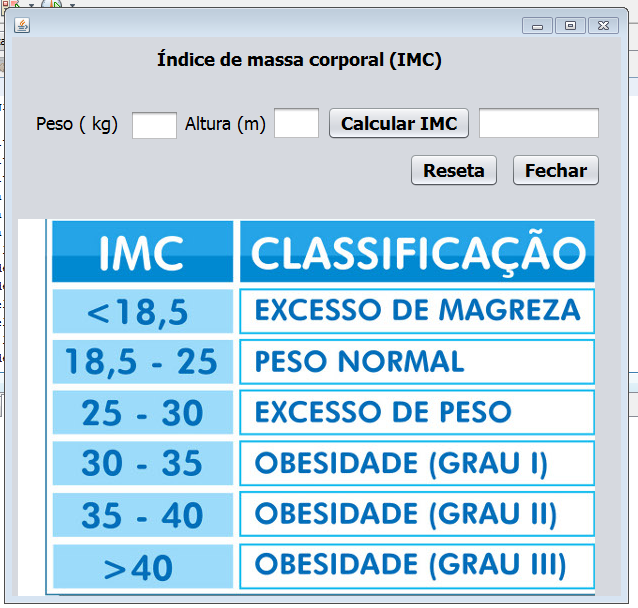 Índice de massa corporal (IMC)
Peso ( kg) Altura (m) Calcular IMC
Reseta Fechar
IMC CLASSIFICAÇÃO
<18,5 EXCESSO DE MAGREZA
18,5 - 25 PESO NORMAL
25 - 30 EXCESSO DE PESO
30 - 35 OBESIDADE (GRAU I)
35 - 40 OBESIDADE (GRAU II)
>40 OBESIDADE (GRAU III)